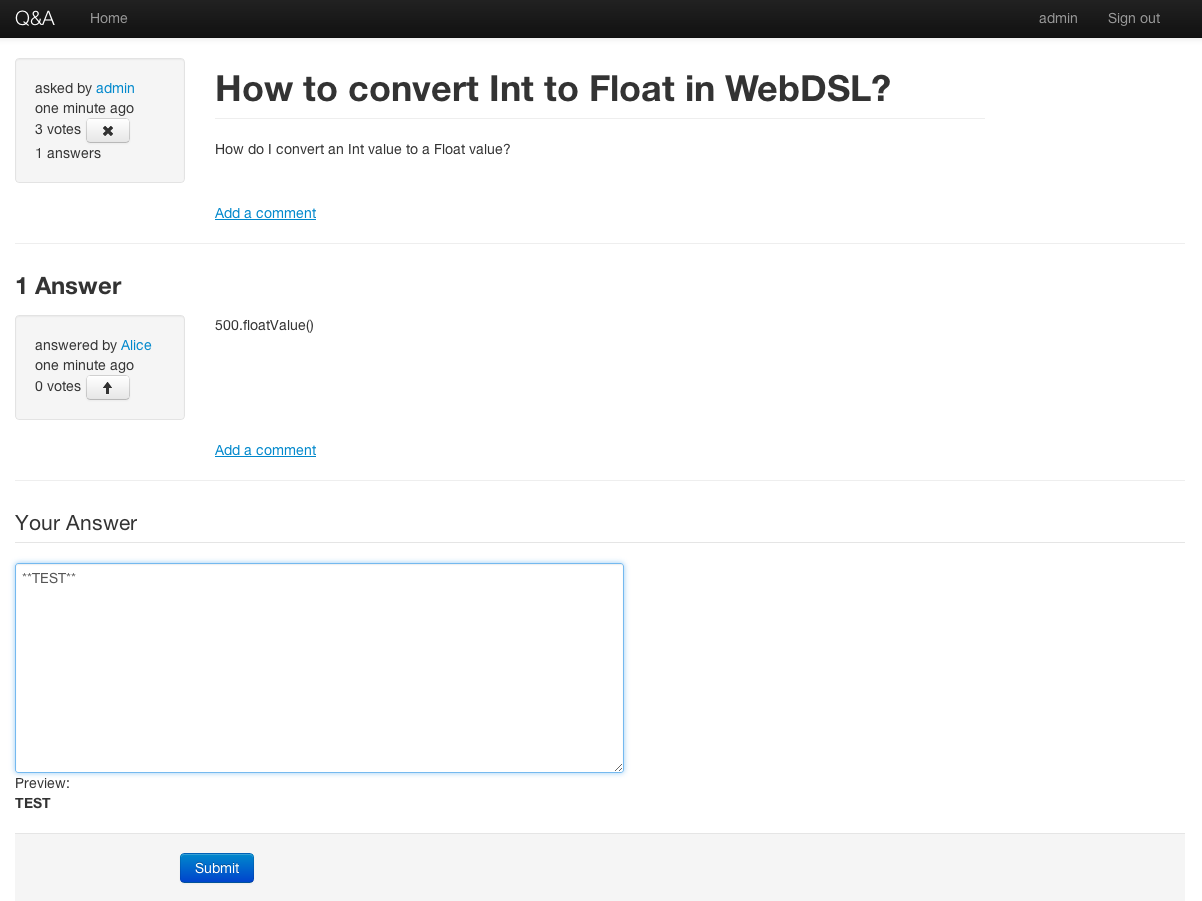 Q&A Home admin Sign out
asked by admin
one minute ago
3 votes
1 answers
How to convert Int to Float in WebDSL?
How do I convert an Int value to a Float value?
Add a comment
1 Answer
answered by Alice
one minute ago
0 votes
500.floatValue()
Add a comment
Your Answer
**TEST**
Preview:
TEST
Submit